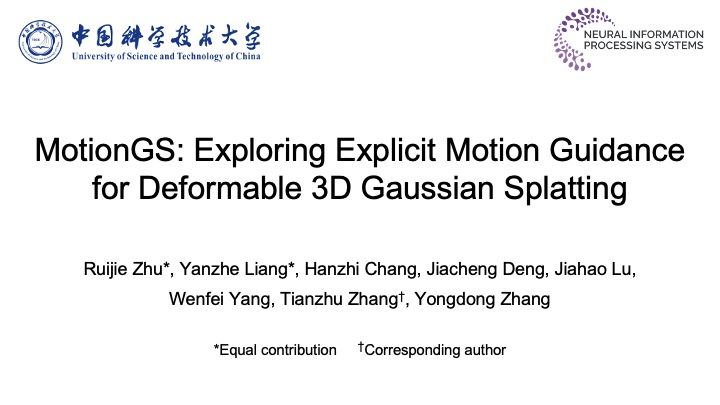 中国科学技术大学
University of Science and Technology of China
NEURAL INFORMATION
PROCESSING SYSTEMS
MotionGS: Exploring Explicit Motion Guidance
for Deformable 3D Gaussian Splatting
Ruijie Zhu*, Yanzhe Liang*, Hanzhi Chang, Jiacheng Deng, Jiahao Lu,
Wenfei Yang, Tianzhu Zhang†, Yongdong Zhang
*Equal contribution †Corresponding author